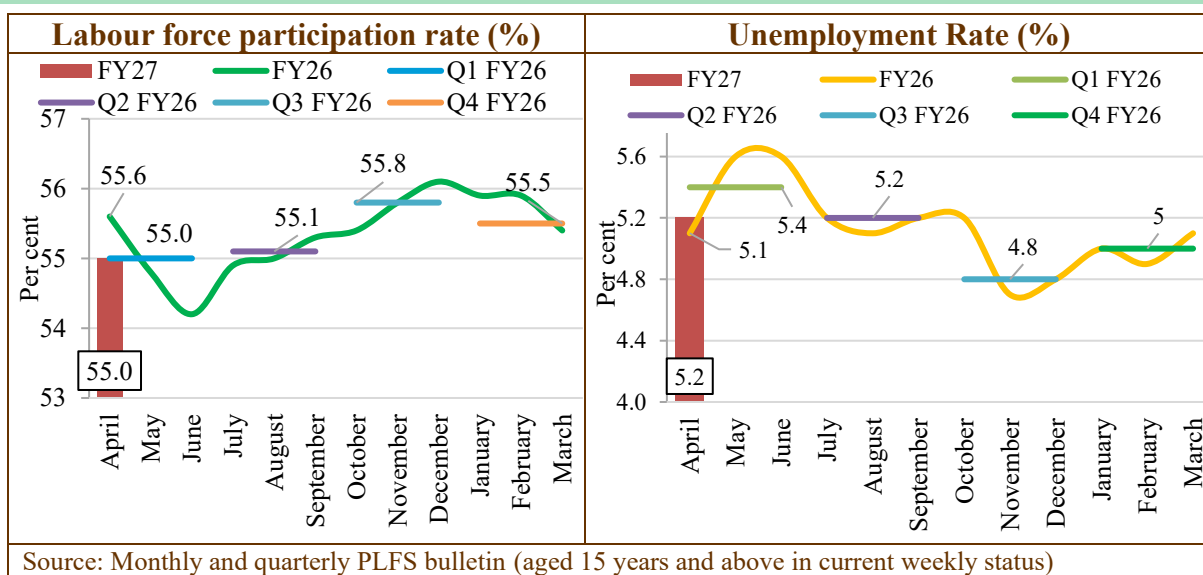 Labour force participation rate (%)
FY27 FY26 Q1 FY26
Q2 FY26 Q3 FY26 Q4 FY26
Per cent
57
56
55
54
53
55.6
55.0
55.1
55.8
55.5
55.0
April
May
June
July
August
September
October
November
December
January
February
March
Unemployment Rate (%)
FY27 FY26 Q1 FY26
Q2 FY26 Q3 FY26 Q4 FY26
Per cent
5.6
5.2
4.8
4.4
4.0
5.1
5.4
5.2
4.8
5
5.2
April
May
June
July
August
September
October
November
December
January
February
March
Source: Monthly and quarterly PLFS bulletin (aged 15 years and above in current weekly status)